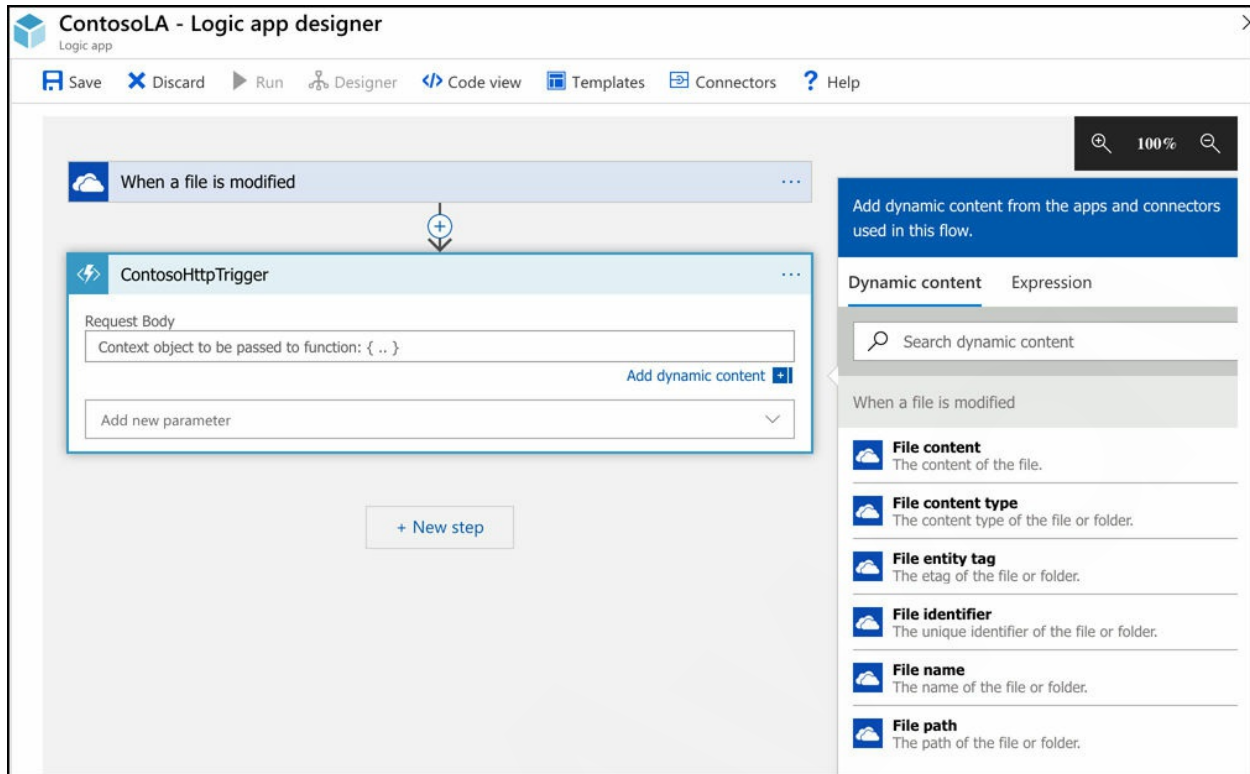 ContosoLA - Logic app designer
Logic app
Save Discard Run Designer Code view Templates Connectors ? Help
100%
When a file is modified
ContosoHttpTrigger
Request Body
Context object to be passed to function: { .. }
Add dynamic content
Add new parameter
+ New step
Add dynamic content from the apps and connectors
used in this flow.
Dynamic content Expression
Search dynamic content
When a file is modified
File content
The content of the file.
File content type
The content type of the file or folder.
File entity tag
The etag of the file or folder.
File identifier
The unique identifier of the file or folder.
File name
The name of the file or folder.
File path
The path of the file or folder.